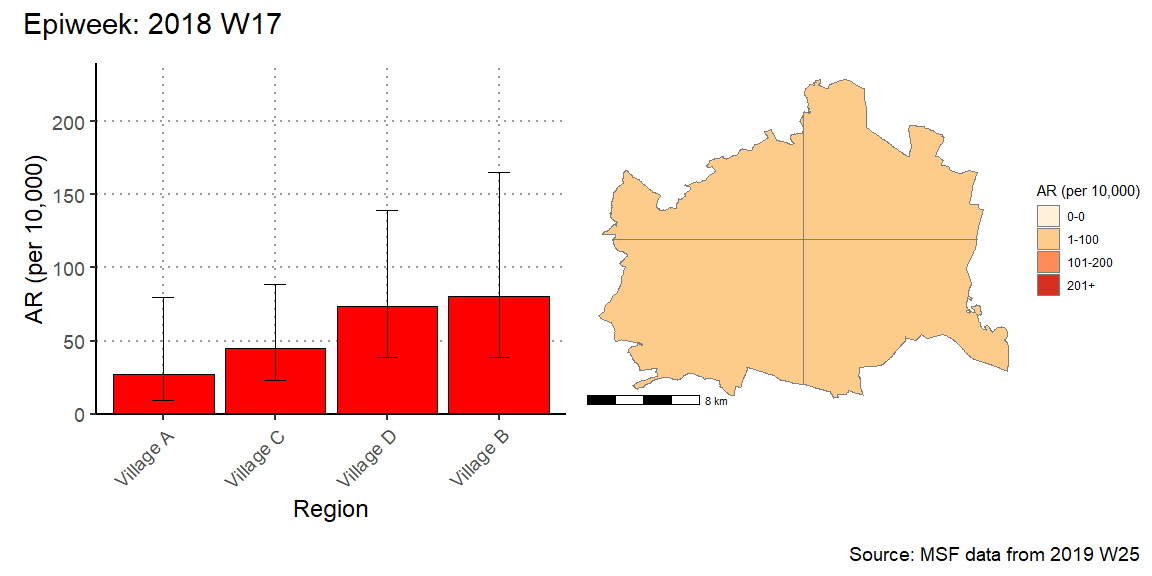 Epiweek: 2018 W17
AR (per 10,000)
200
150
100
50
0
Village A
Village C
Village D
Village B
Region
8 km
AR (per 10,000)
0-0
1-100
101-200
201+
Source: MSF data from 2019 W25